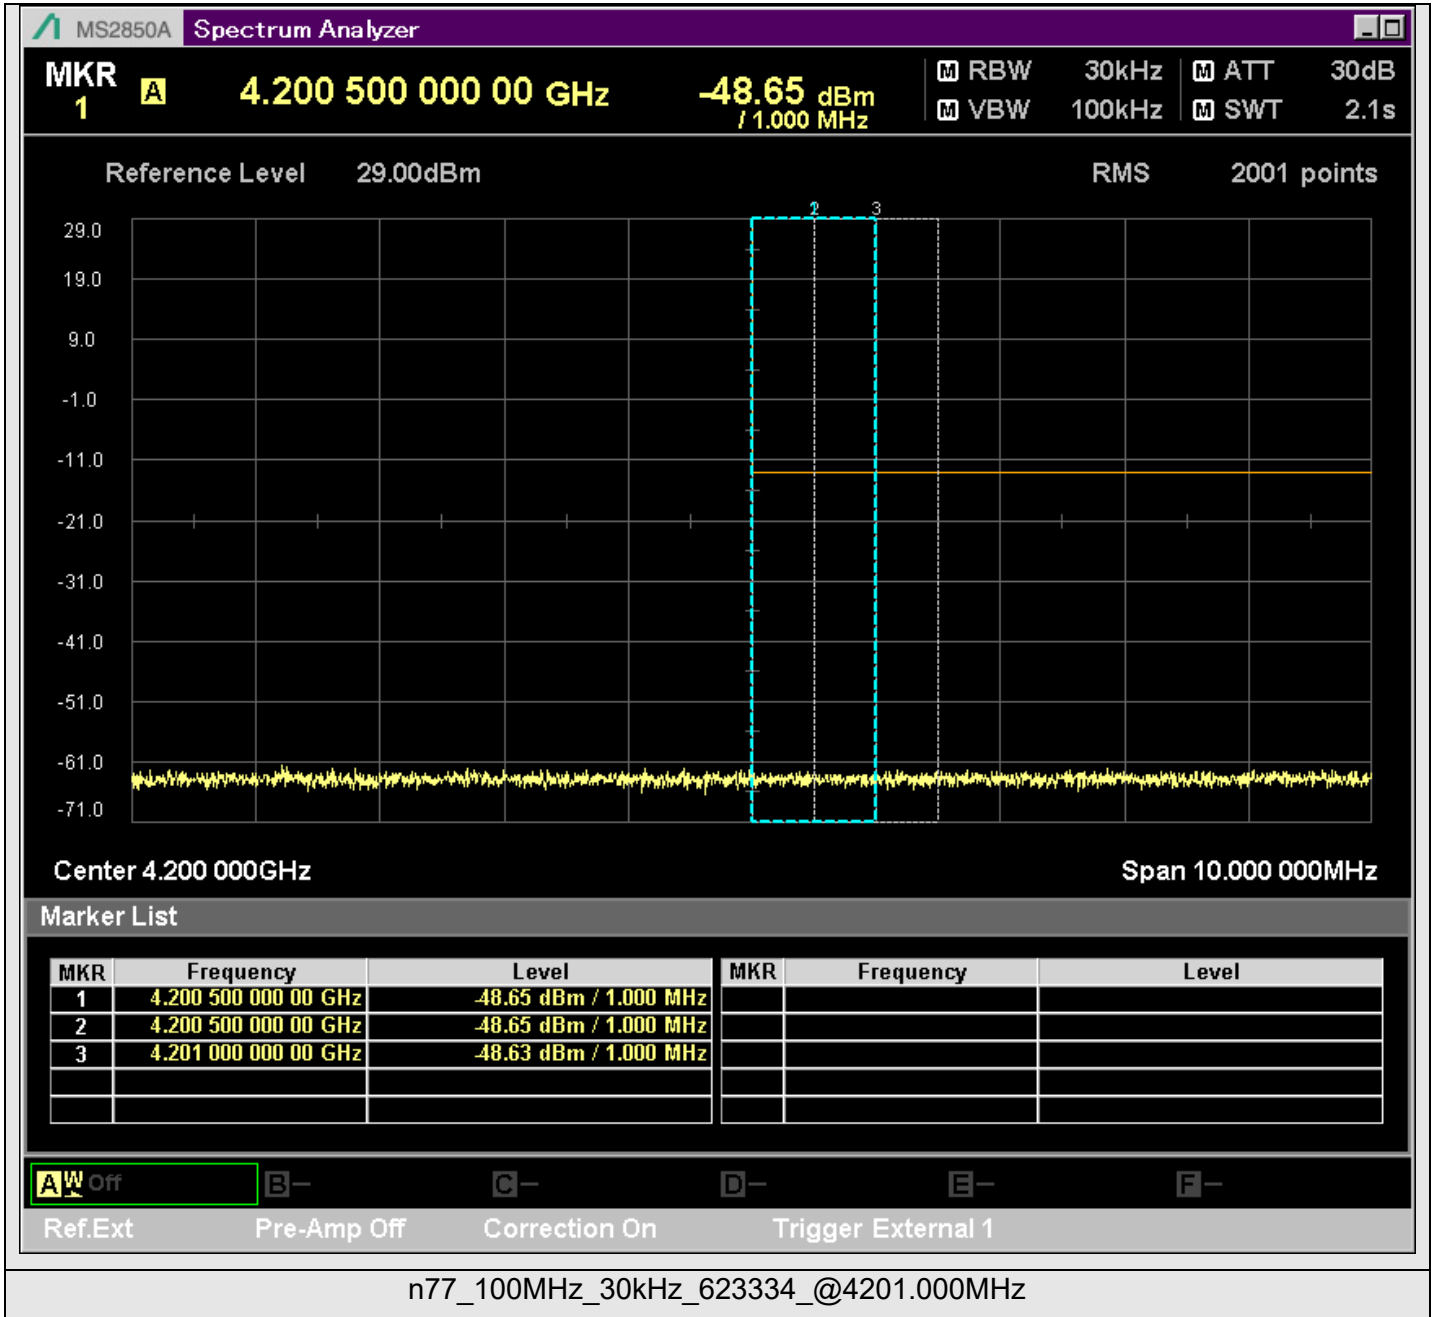 MS2850A Spectrum Analyzer
MKR 1 A 4.200 500 000 00 GHz -48.65 dBm / 1.000 MHz
M RBW 30kHz M ATT 30dB
M VBW 100kHz M SWT 2.1s
Reference Level 29.00dBm RMS 2001 points
2 3
29.0
19.0
9.0
-1.0
-11.0
-21.0
-31.0
-41.0
-51.0
-61.0
-71.0
Center 4.200 000GHz Span 10.000 000MHz
Marker List
MKR Frequency Level MKR Frequency Level
1 4.200 500 000 00 GHz -48.65 dBm / 1.000 MHz
2 4.200 500 000 00 GHz -48.65 dBm / 1.000 MHz
3 4.201 000 000 00 GHz -48.63 dBm / 1.000 MHz
A W Off B- C- D- E- F-
Ref.Ext Pre-Amp Off Correction On Trigger External 1
n77_100MHz_30kHz_623334_@4201.000MHz